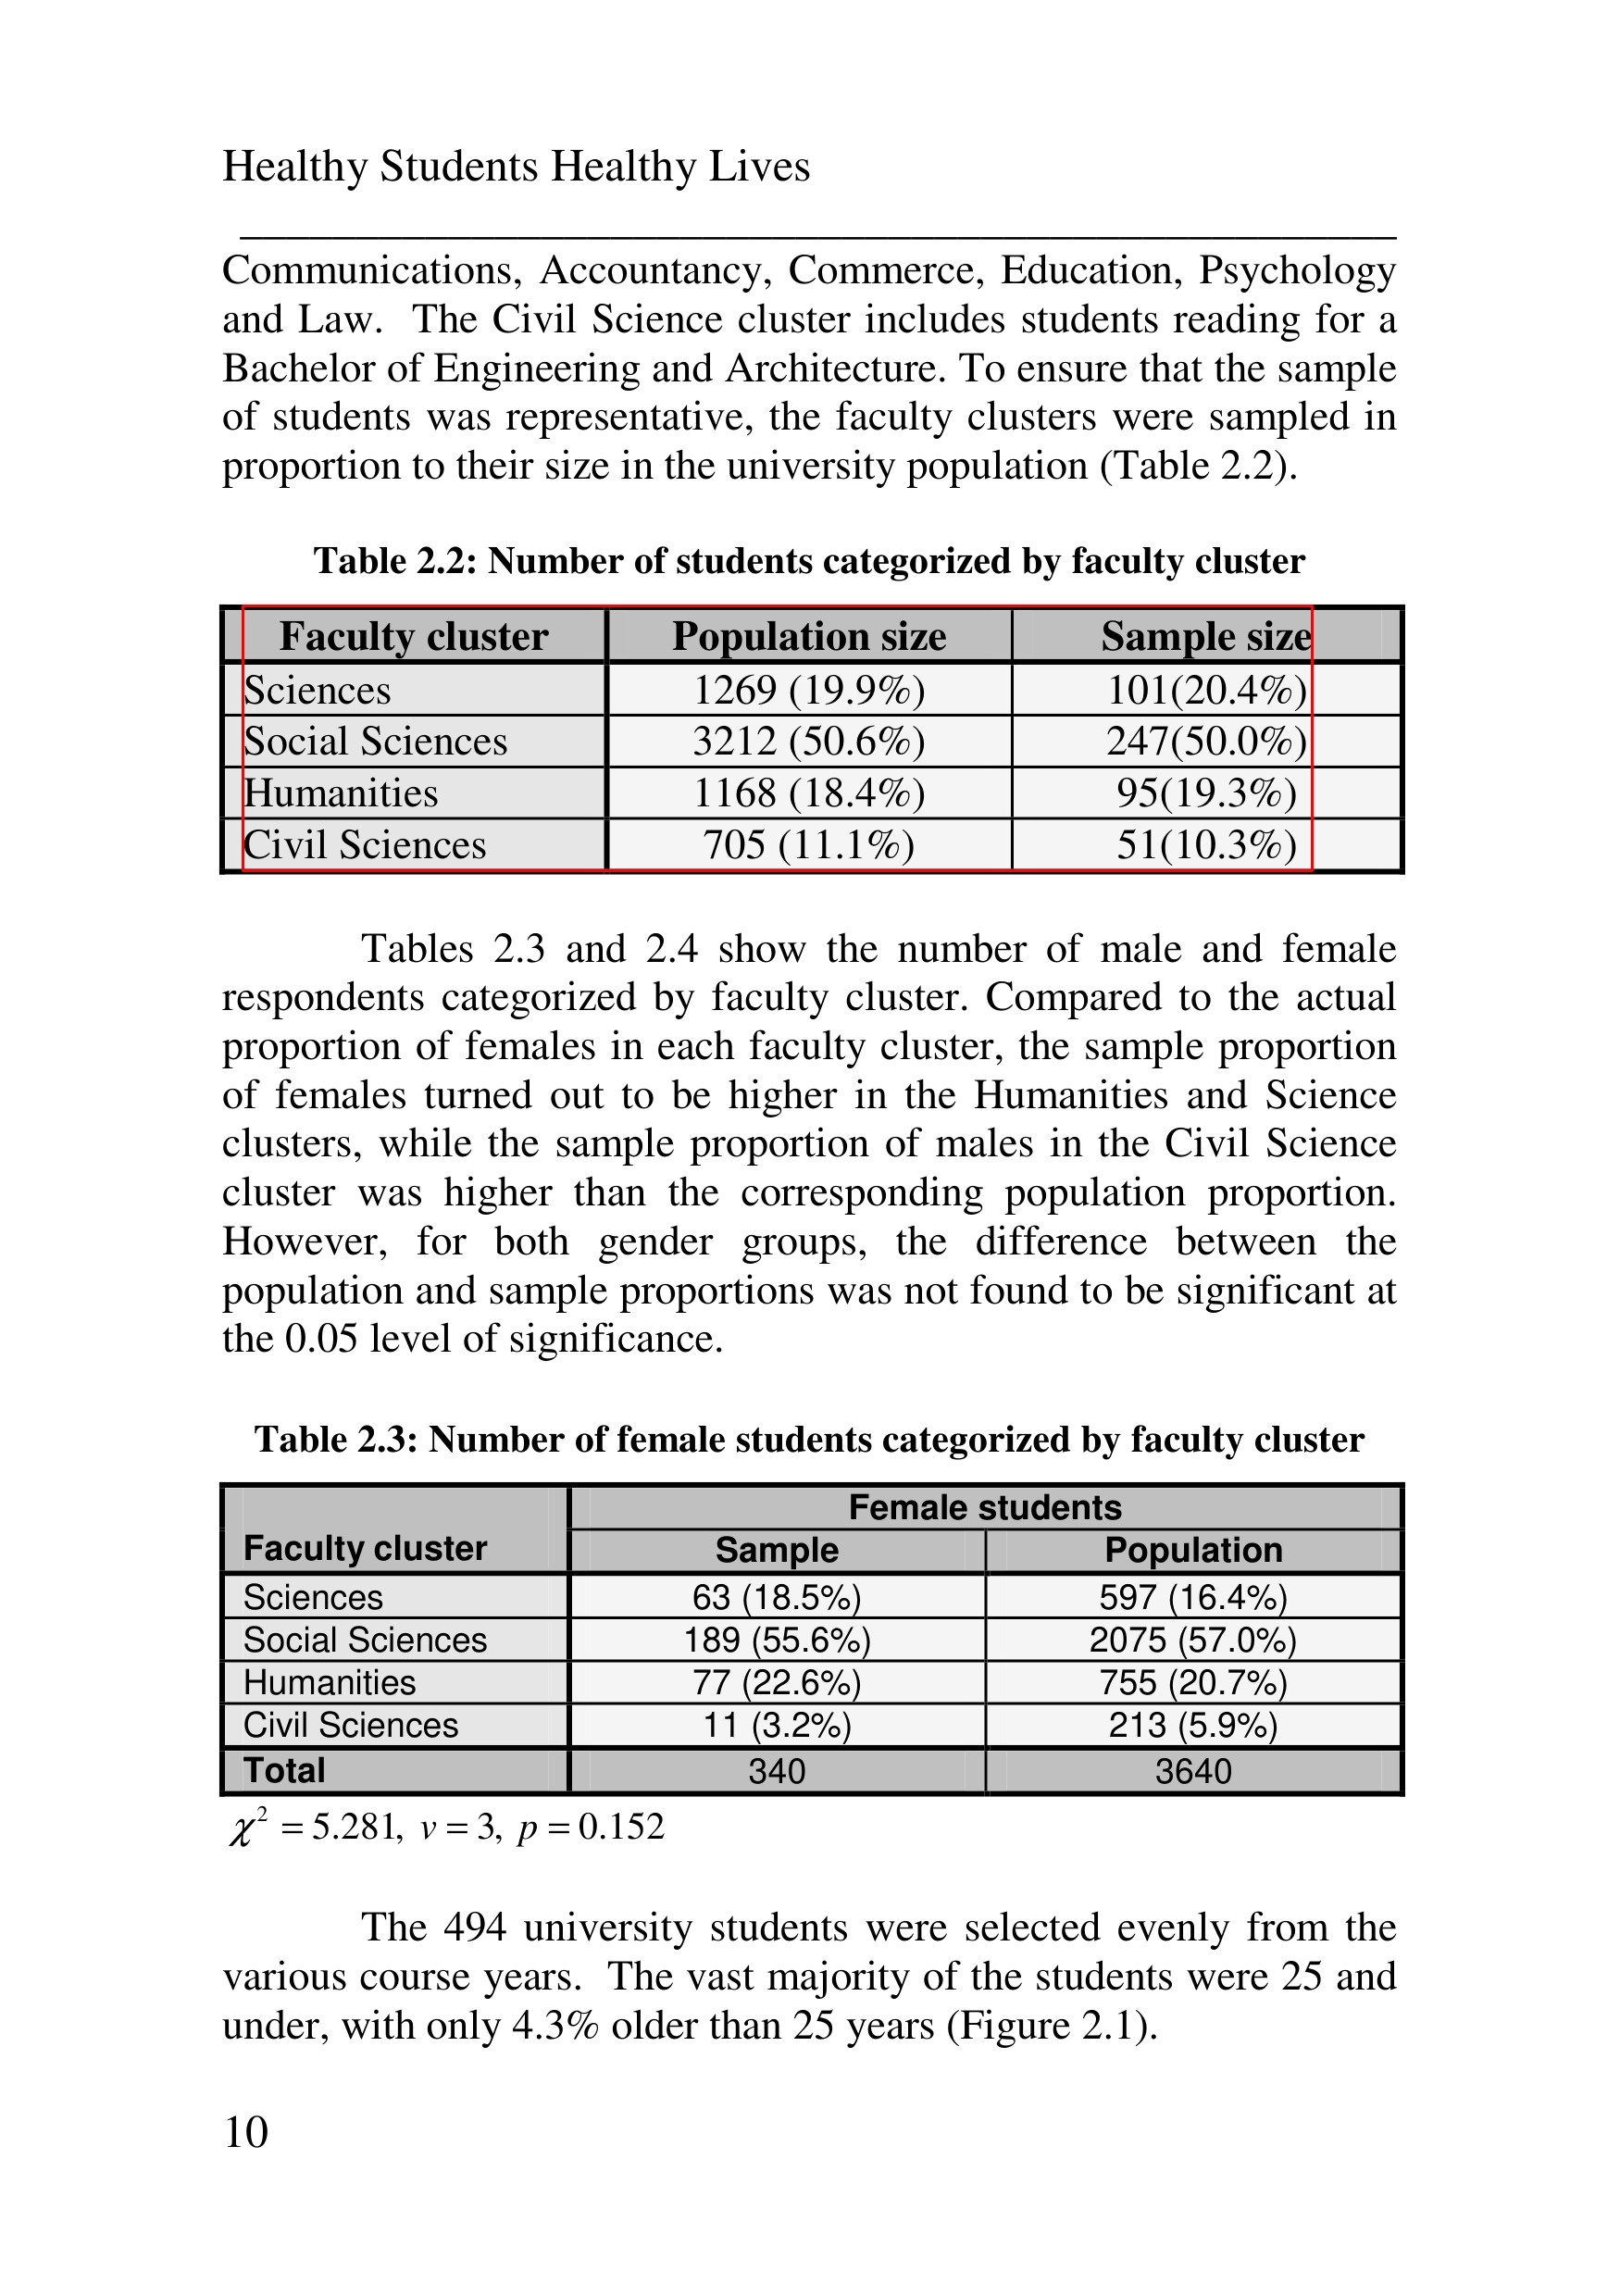 Healthy Students Healthy Lives
Communications, Accountancy, Commerce, Education, Psychology
and Law. The Civil Science cluster includes students reading for a
Bachelor of Engineering and Architecture. To ensure that the sample
of students was representative, the faculty clusters were sampled in
proportion to their size in the university population (Table 2.2).
Table 2.2: Number of students categorized by faculty cluster
Faculty cluster Population size Sample size
Sciences 1269 (19.9%) 101(20.4%)
Social Sciences 3212 (50.6%) 247(50.0%)
Humanities 1168 (18.4%) 95(19.3%)
Civil Sciences 705 (11.1%) 51(10.3%)
Tables 2.3 and 2.4 show the number of male and female
respondents categorized by faculty cluster. Compared to the actual
proportion of females in each faculty cluster, the sample proportion
of females turned out to be higher in the Humanities and Science
clusters, while the sample proportion of males in the Civil Science
cluster was higher than the corresponding population proportion.
However, for both gender groups, the difference between the
population and sample proportions was not found to be significant at
the 0.05 level of significance.
Table 2.3: Number of female students categorized by faculty cluster
Female students
Faculty cluster Sample Population
Sciences 63 (18.5%) 597 (16.4%)
Social Sciences 189 (55.6%) 2075 (57.0%)
Humanities 77 (22.6%) 755 (20.7%)
Civil Sciences 11 (3.2%) 213 (5.9%)
Total 340 3640
χ² = 5.281, v = 3, p = 0.152
The 494 university students were selected evenly from the
various course years. The vast majority of the students were 25 and
under, with only 4.3% older than 25 years (Figure 2.1).
10